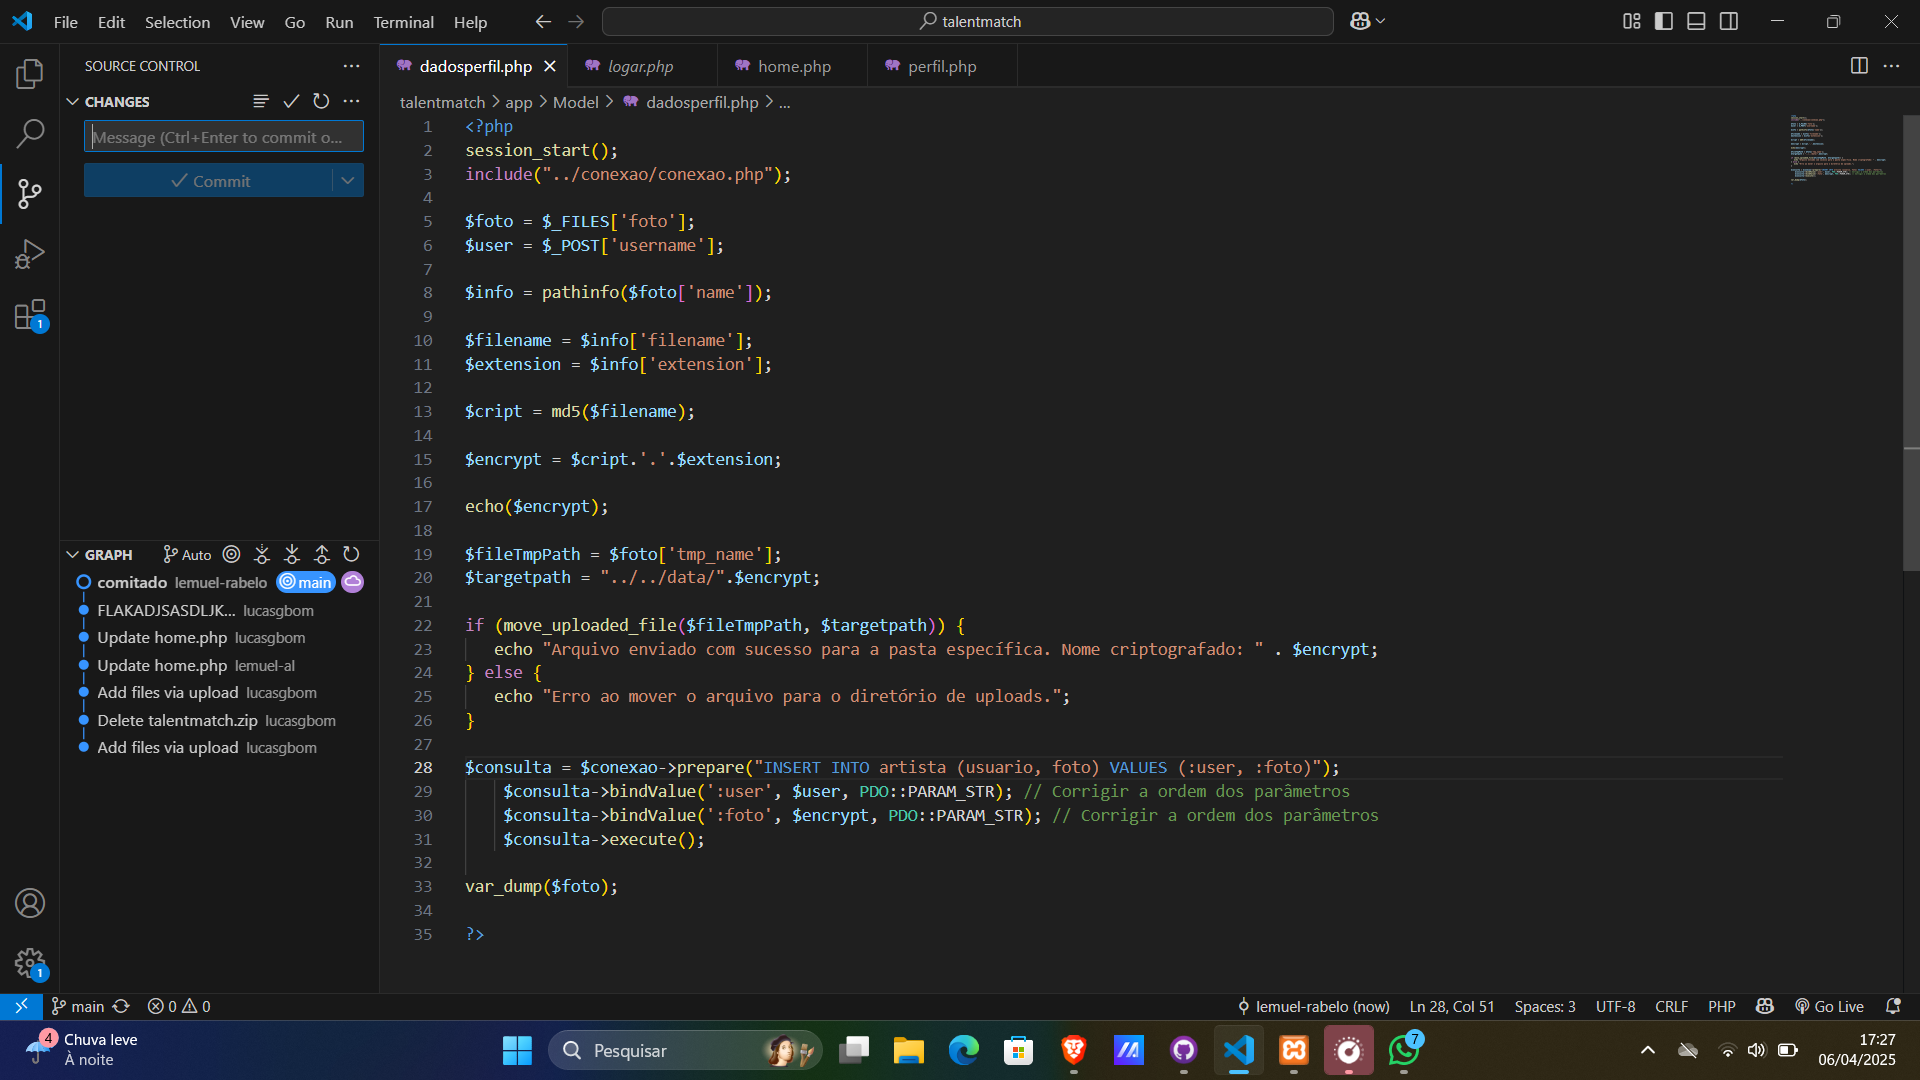 File Edit Selection View Go Run Terminal Help
talentmatch
SOURCE CONTROL
CHANGES
Message (Ctrl+Enter to commit o...
Commit
1
GRAPH Auto
comitado lemuel-rabelo main
FLAKADJSASDLJK... lucasgbom
Update home.php lucasgbom
Update home.php lemuel-al
Add files via upload lucasgbom
Delete talentmatch.zip lucasgbom
Add files via upload lucasgbom
1
dadosperfil.php logar.php home.php perfil.php
talentmatch > app > Model > dadosperfil.php > ...
1 <?php
2 session_start();
3 include("../conexao/conexao.php");
4
5 $foto = $_FILES['foto'];
6 $user = $_POST['username'];
7
8 $info = pathinfo($foto['name']);
9
10 $filename = $info['filename'];
11 $extension = $info['extension'];
12
13 $cript = md5($filename);
14
15 $encrypt = $cript.'.'.$extension;
16
17 echo($encrypt);
18
19 $fileTmpPath = $foto['tmp_name'];
20 $targetpath = "../../data/".$encrypt;
21
22 if (move_uploaded_file($fileTmpPath, $targetpath)) {
23 echo "Arquivo enviado com sucesso para a pasta específica. Nome criptografado: " . $encrypt;
24 } else {
25 echo "Erro ao mover o arquivo para o diretório de uploads.";
26 }
27
28 $consulta = $conexao->prepare("INSERT INTO artista (usuario, foto) VALUES (:user, :foto)");
29 $consulta->bindValue(':user', $user, PDO::PARAM_STR); // Corrigir a ordem dos parâmetros
30 $consulta->bindValue(':foto', $encrypt, PDO::PARAM_STR); // Corrigir a ordem dos parâmetros
31 $consulta->execute();
32
33 var_dump($foto);
34
35 ?>
main 0 0 lemuel-rabelo (now) Ln 28, Col 51 Spaces: 3 UTF-8 CRLF PHP Go Live
4 Chuva leve
À noite
Pesquisar
7
17:27
06/04/2025